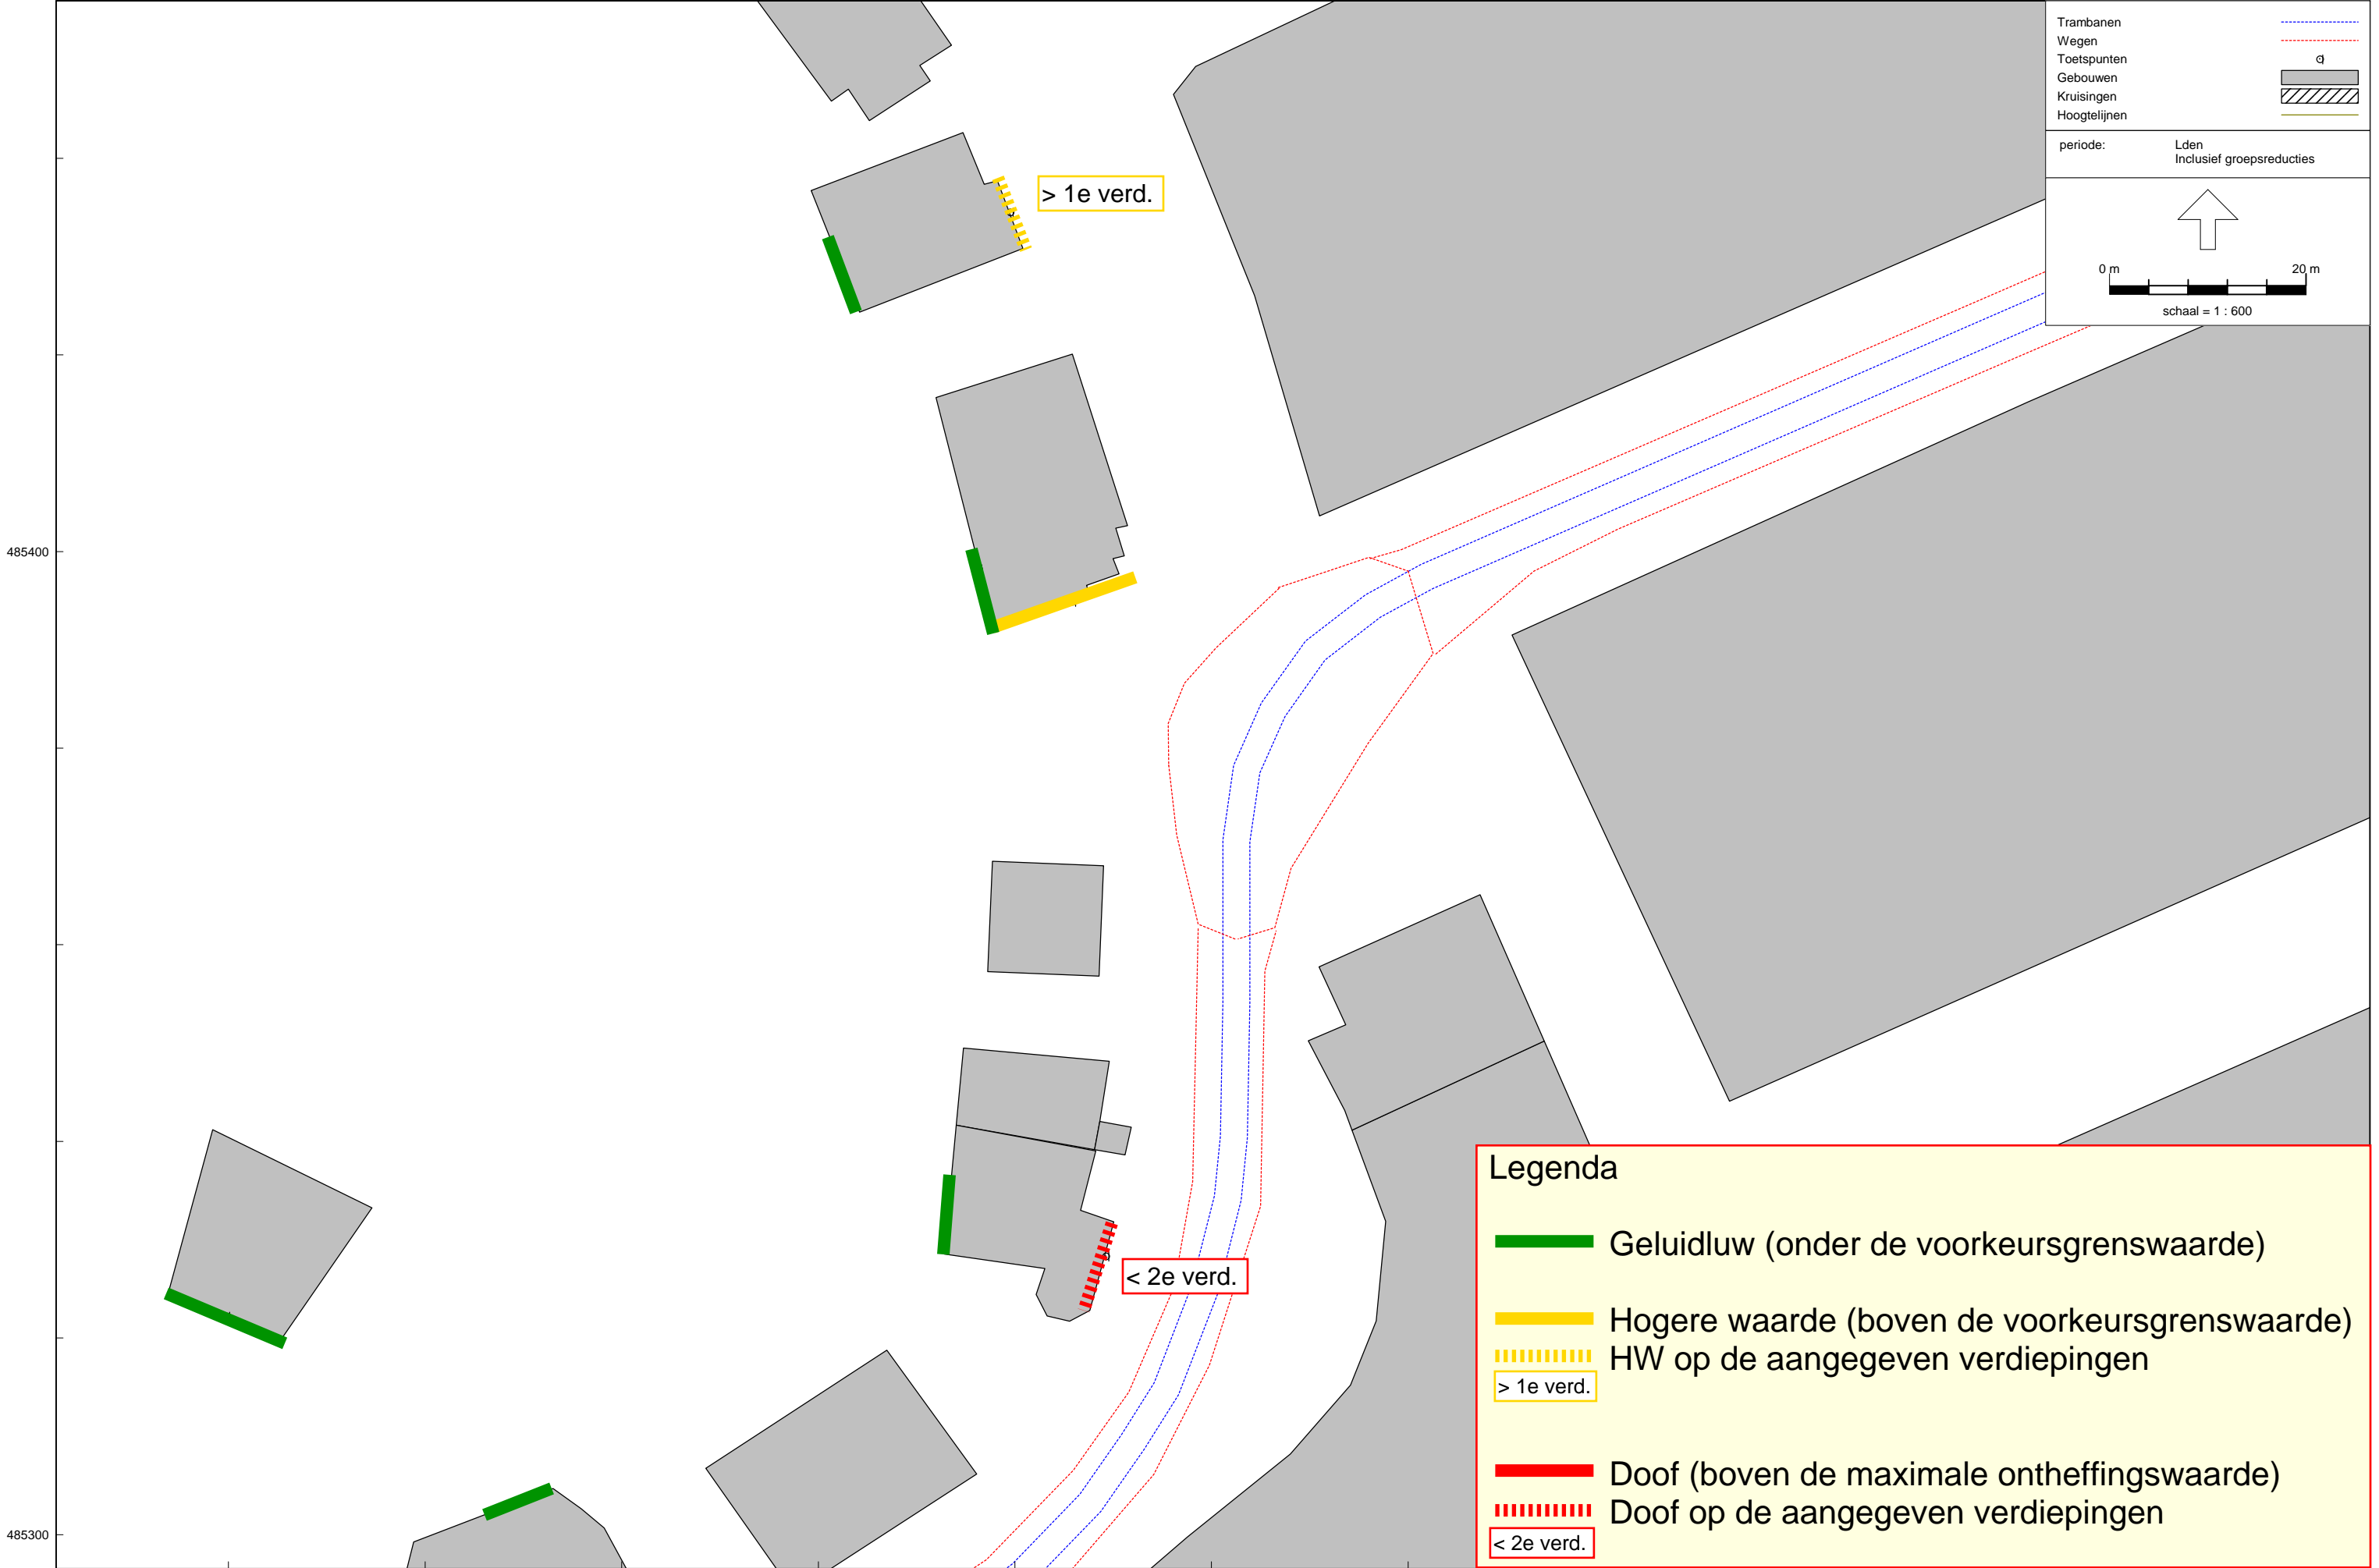 Trambanen
Wegen
Toetspunten
Gebouwen
Kruisingen
Hoogtelijnen
periode: Lden
Inclusief groepsreducties
0 m 20 m
schaal = 1 : 600
> 1e verd.
485400
< 2e verd.
485300
Legenda
Geluidluw (onder de voorkeursgrenswaarde)
Hogere waarde (boven de voorkeursgrenswaarde)
HW op de aangegeven verdiepingen
> 1e verd.
Doof (boven de maximale ontheffingswaarde)
Doof op de aangegeven verdiepingen
< 2e verd.